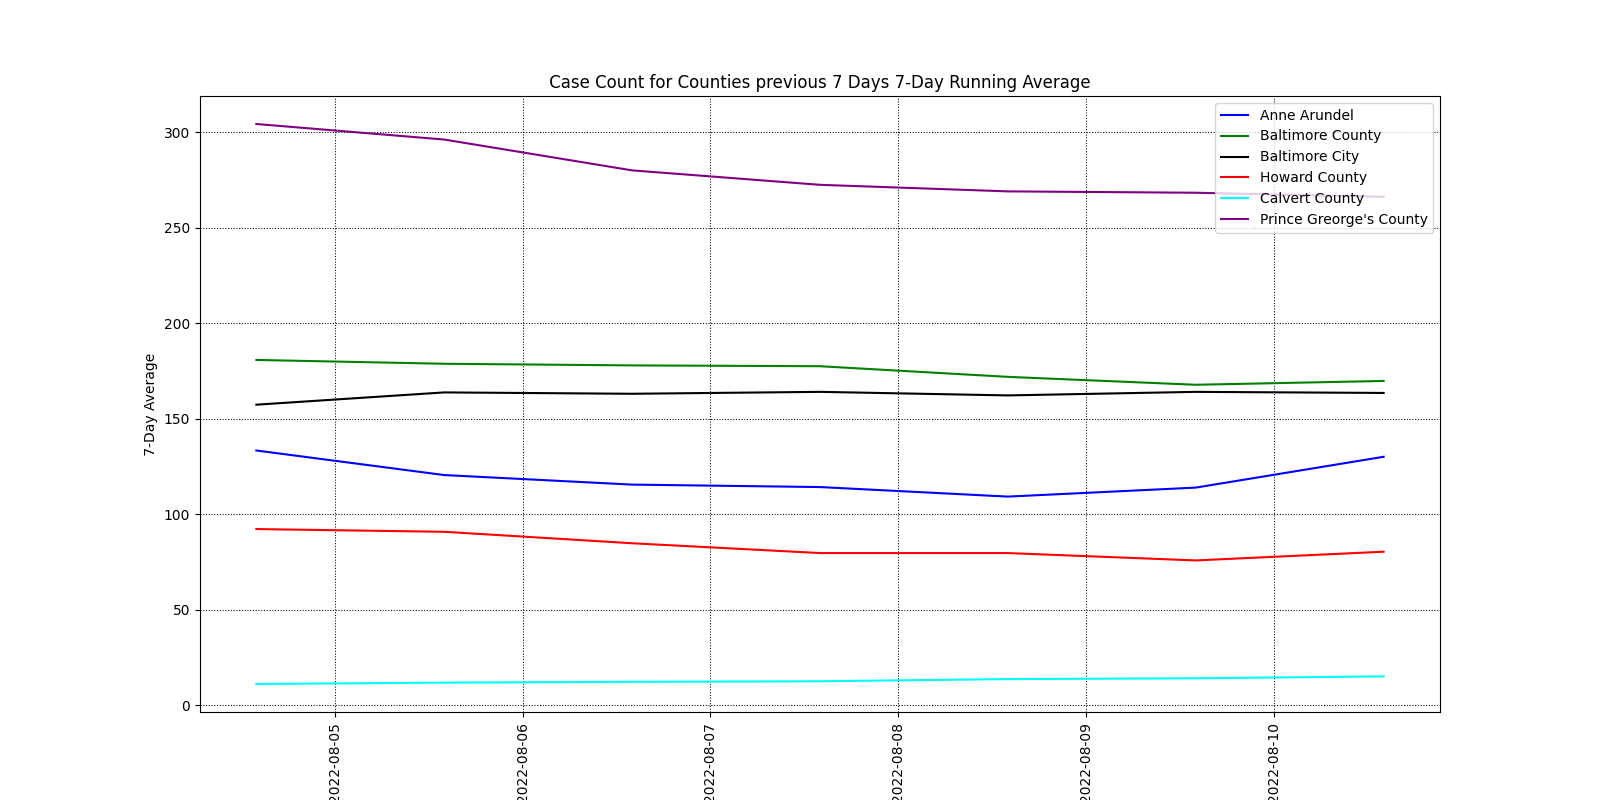 Case Count for Counties previous 7 Days 7-Day Running Average
Anne Arundel
Baltimore County
Baltimore City
Howard County
Calvert County
Prince Greorge's County
7-Day Average
300
250
200
150
100
50
0
2022-08-05
2022-08-06
2022-08-07
2022-08-08
2022-08-09
2022-08-10